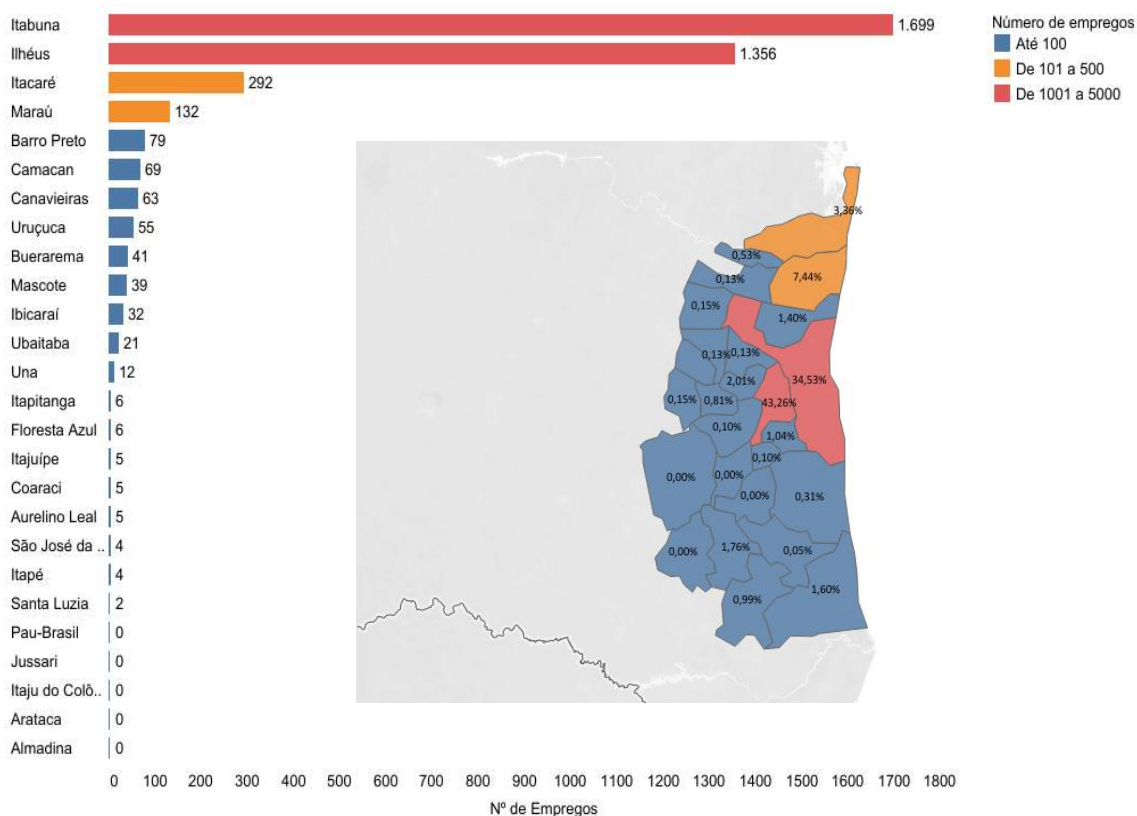 Itabuna 1.699
Ilhéus 1.356
Itacaré 292
Maraú 132
Barro Preto 79
Camacan 69
Canavieiras 63
Uruçuca 55
Buerarema 41
Mascote 39
Ibicaraí 32
Ubaitaba 21
Una 12
Itapitanga 6
Floresta Azul 6
Itajuípe 5
Coaraci 5
Aurelino Leal 5
São José da .. 4
Itapé 4
Santa Luzia 2
Pau-Brasil 0
Jussari 0
Itaju do Colô.. 0
Arataca 0
Almadina 0
0 100 200 300 400 500 600 700 800 900 1000 1100 1200 1300 1400 1500 1600 1700 1800
Nº de Empregos
Número de empregos
Até 100
De 101 a 500
De 1001 a 5000
3,36%
0,53%
7,44%
0,13%
0,15%
1,40%
0,13% 0,13%
2,01% 34,53%
0,15% 0,81% 43,26%
0,10%
1,04%
0,10%
0,00% 0,00%
0,00% 0,31%
0,00% 1,76% 0,05%
0,99% 1,60%